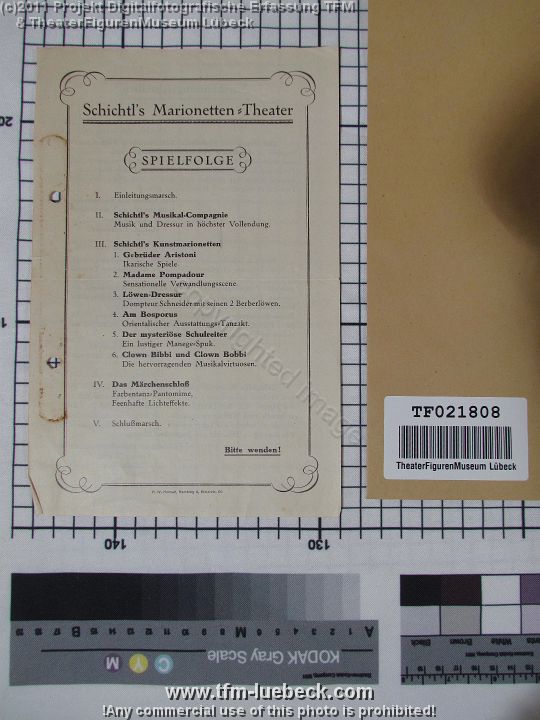 (c)2011 Projekt Digitalfotografische Erfassung TFM
& TheaterFigurenMuseum Lübeck
Schichtl's Marionetten-Theater
SPIELFOLGE
I. Einleitungsmarsch.
II. Schichtl's Musikal-Compagnie
Musik und Dressur in höchster Vollendung.
III. Schichtl's Kunstmarionetten
1. Gebrüder Aristoni
Ikarische Spiele.
2. Madame Pompadour
Sensationelle Verwandlungsscene.
3. Löwen-Dressur
Dompteur Schneider mit seinen 2 Berberlöwen.
4. Am Bosporus
Orientalischer Ausstattungs-Tanzakt.
5. Der mysteriöse Schulreiter
Ein lustiger Manege-Spuk.
6. Clown Bibbi und Clown Bobbi
Die hervorragenden Musikalvirtuosen.
IV. Das Märchenschloß
Farbentanz-Pantomime,
Feenhafte Lichteffekte.
V. Schlußmarsch.
Bitte wenden!
copyrighted image
TF021808
TheaterFigurenMuseum Lübeck
140
130
KODAK Gray Scale
C Y M
White
Brown
Black
www.tfm-luebeck.com
!Any commercial use of this photo is prohibited!